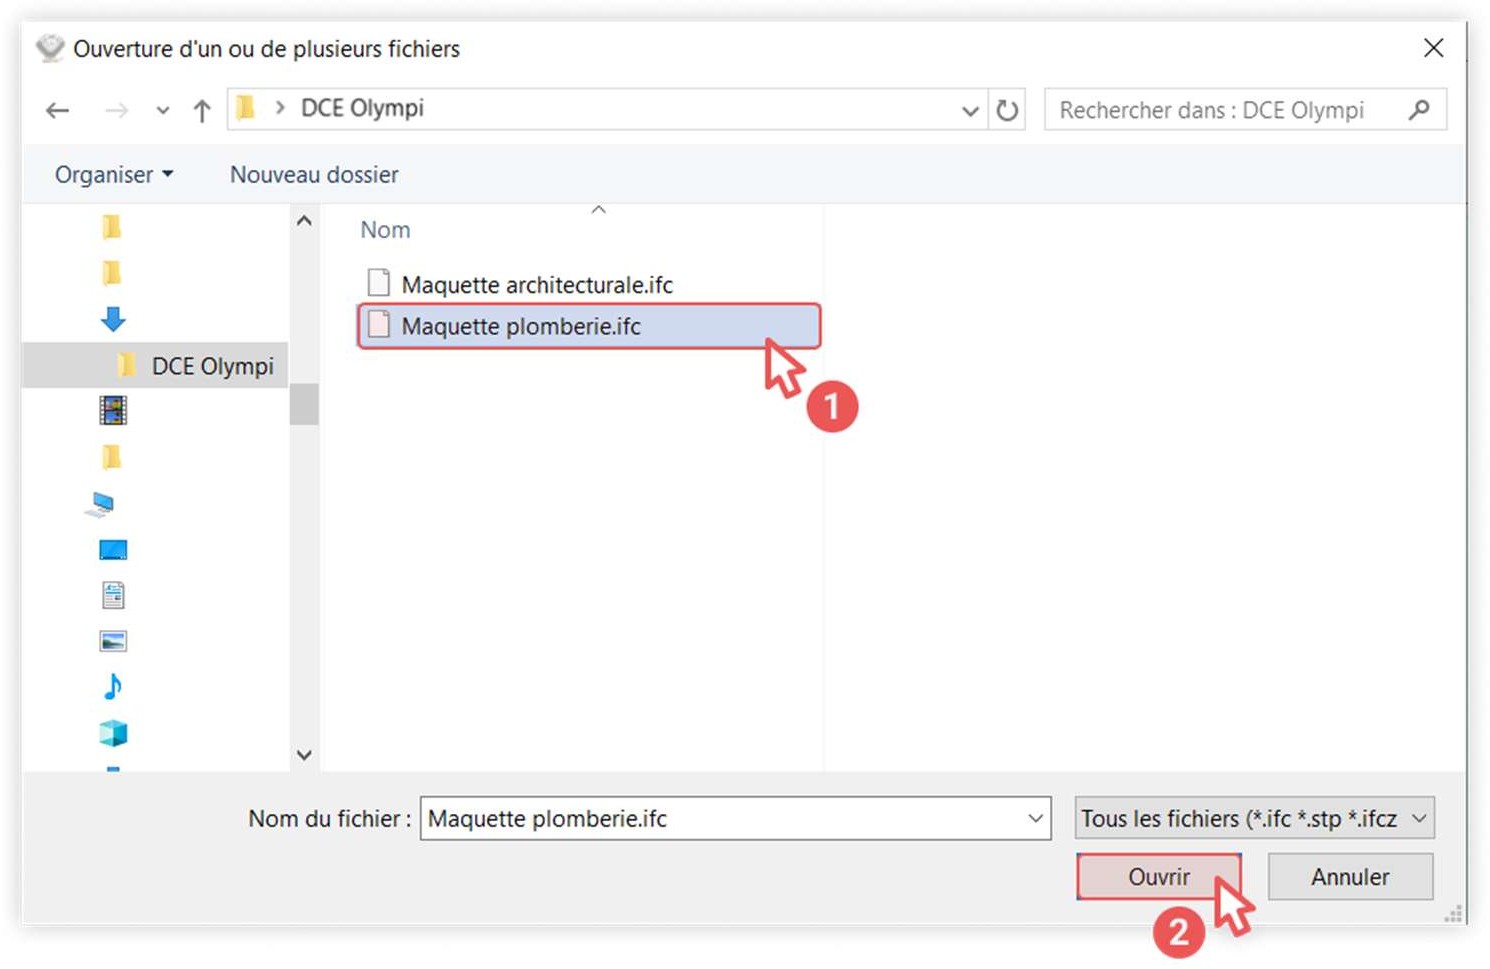 Ouverture d'un ou de plusieurs fichiers
DCE Olympi
Rechercher dans : DCE Olympi
Organiser
Nouveau dossier
Nom
Maquette architecturale.ifc
Maquette plomberie.ifc
DCE Olympi
1
Nom du fichier :
Maquette plomberie.ifc
Tous les fichiers (*.ifc *.stp *.ifcz
Ouvrir
Annuler
2